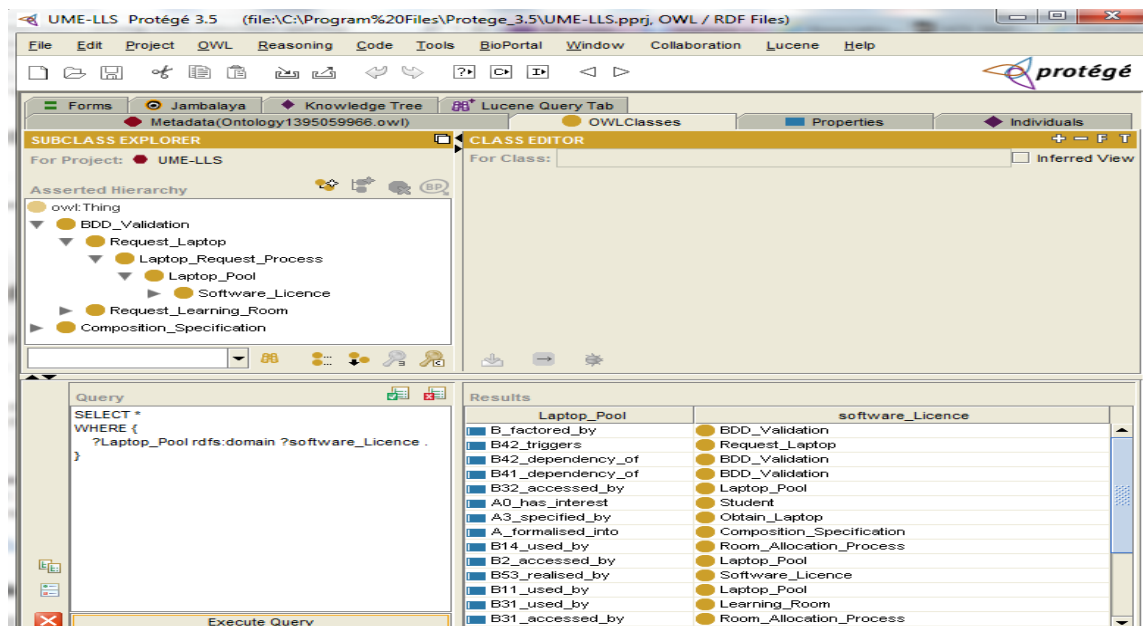 UME-LLS Protégé 3.5 (file:\C:\Program%20Files\Protege_3.5\UME-LLS.pprj, OWL / RDF Files)
File Edit Project OWL Reasoning Code Tools BioPortal Window Collaboration Lucene Help
protégé
Forms Jambalaya Knowledge Tree Lucene Query Tab
Metadata(Ontology1395059966.owl) OWLClasses Properties Individuals
SUBCLASS EXPLORER
For Project: UME-LLS
Asserted Hierarchy
BP
owl:Thing
BDD_Validation
Request_Laptop
Laptop_Request_Process
Laptop_Pool
Software_Licence
Request_Learning_Room
Composition_Specification
CLASS EDITOR
F T
For Class:
Inferred View
Query
SELECT *
WHERE {
?Laptop_Pool rdfs:domain ?software_Licence .
}
Execute Query
Results
Laptop_Pool software_Licence
B_factored_by BDD_Validation
B42_triggers Request_Laptop
B42_dependency_of BDD_Validation
B41_dependency_of BDD_Validation
B32_accessed_by Laptop_Pool
A0_has_interest Student
A3_specified_by Obtain_Laptop
A_formalised_into Composition_Specification
B14_used_by Room_Allocation_Process
B2_accessed_by Laptop_Pool
B53_realised_by Software_Licence
B11_used_by Laptop_Pool
B31_used_by Learning_Room
B31_accessed_by Room_Allocation_Process